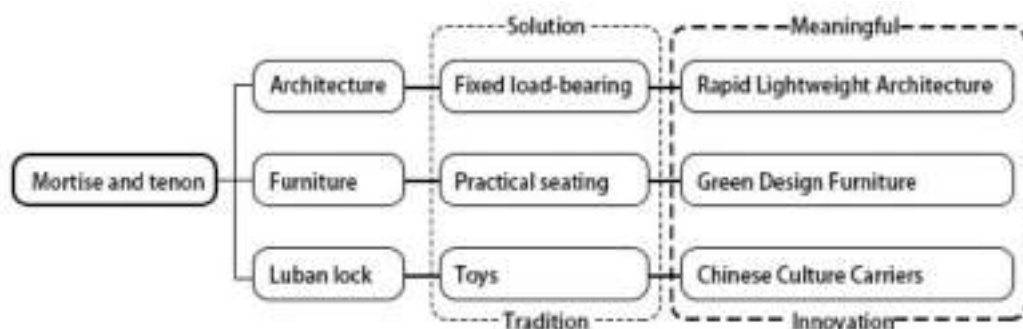 Solution
Meaningful
Architecture
Fixed load-bearing
Rapid Lightweight Architecture
Mortise and tenon
Furniture
Practical seating
Green Design Furniture
Luban lock
Toys
Chinese Culture Carriers
Tradition
Innovation